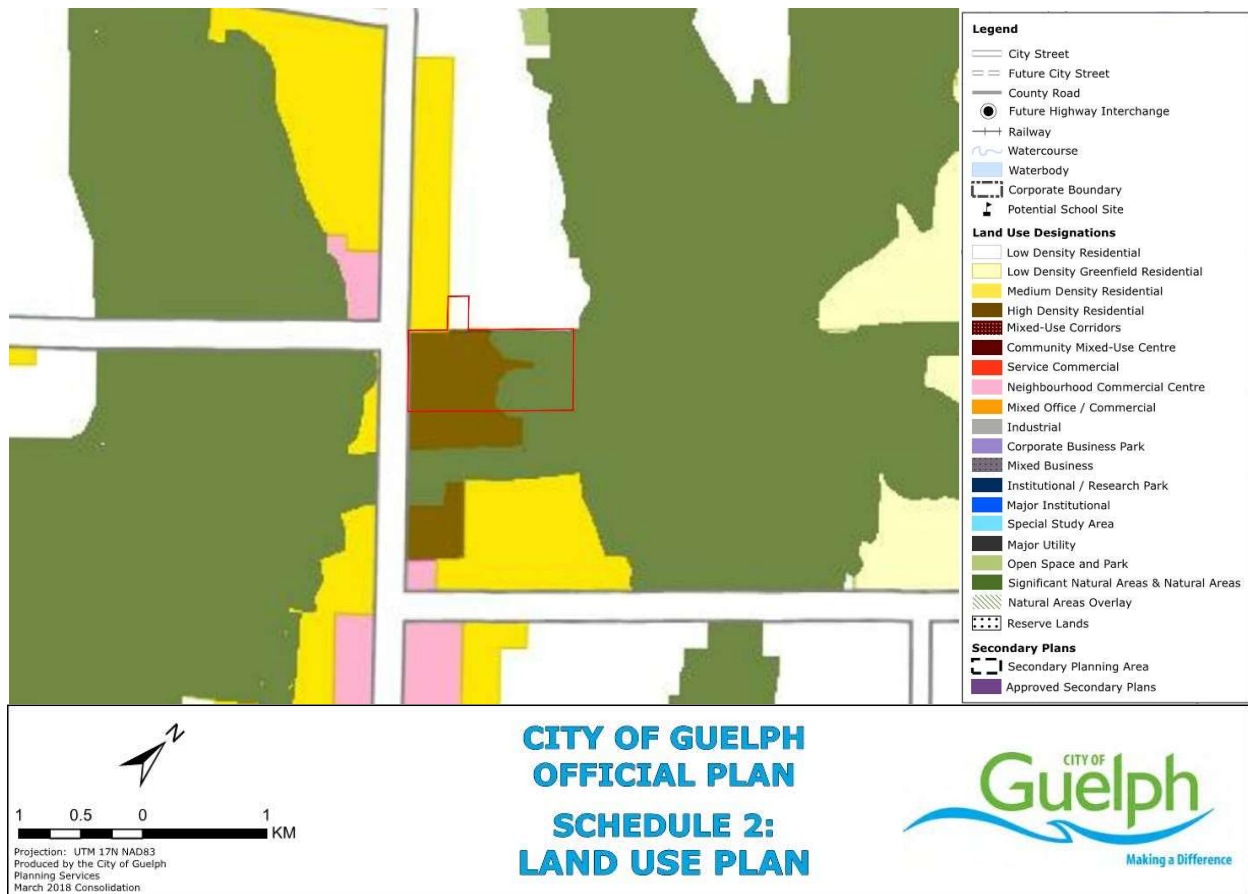 Legend
City Street
Future City Street
County Road
Future Highway Interchange
Railway
Watercourse
Waterbody
Corporate Boundary
Potential School Site
Land Use Designations
Low Density Residential
Low Density Greenfield Residential
Medium Density Residential
High Density Residential
Mixed-Use Corridors
Community Mixed-Use Centre
Service Commercial
Neighbourhood Commercial Centre
Mixed Office / Commercial
Industrial
Corporate Business Park
Mixed Business
Institutional / Research Park
Major Institutional
Special Study Area
Major Utility
Open Space and Park
Significant Natural Areas & Natural Areas
Natural Areas Overlay
Reserve Lands
Secondary Plans
Secondary Planning Area
Approved Secondary Plans
N
1 0.5 0 1
KM
Projection: UTM 17N NAD83
Produced by the City of Guelph
Planning Services
March 2018 Consolidation
CITY OF GUELPH
OFFICIAL PLAN
SCHEDULE 2:
LAND USE PLAN
CITY OF
Guelph
Making a Difference